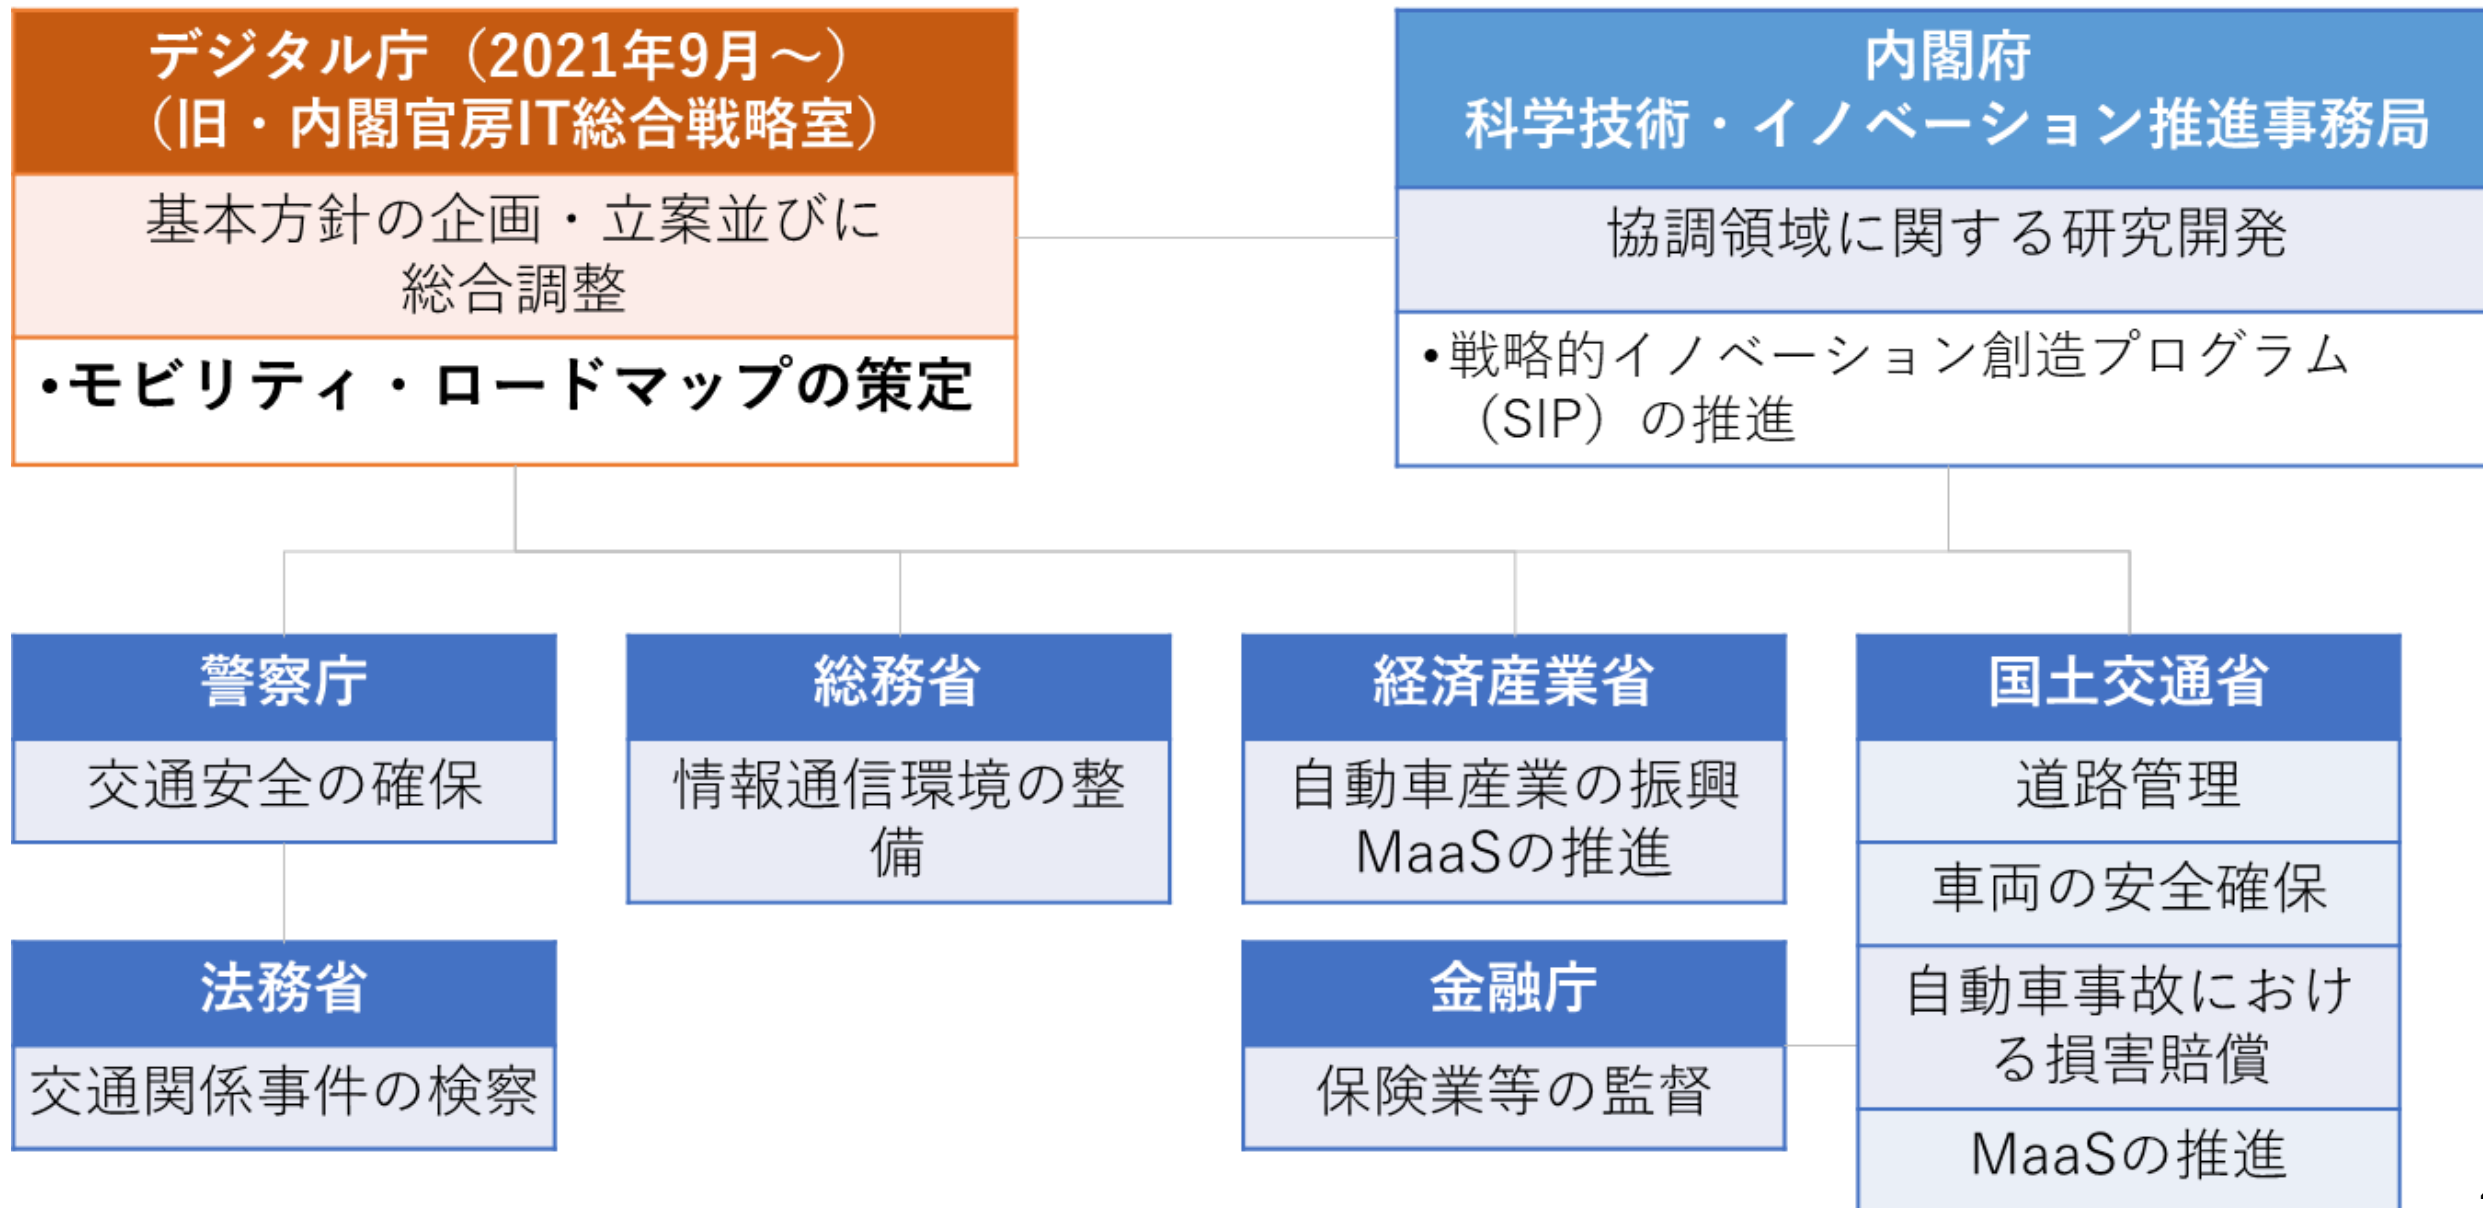 デジタル庁（2021年9月～）
（旧・内閣官房IT総合戦略室）
基本方針の企画・立案並びに
総合調整
•モビリティ・ロードマップの策定
内閣府
科学技術・イノベーション推進事務局
協調領域に関する研究開発
•戦略的イノベーション創造プログラム
（SIP）の推進
警察庁
交通安全の確保
法務省
交通関係事件の検察
総務省
情報通信環境の整
備
経済産業省
自動車産業の振興
MaaSの推進
金融庁
保険業等の監督
国土交通省
道路管理
車両の安全確保
自動車事故におけ
る損害賠償
MaaSの推進